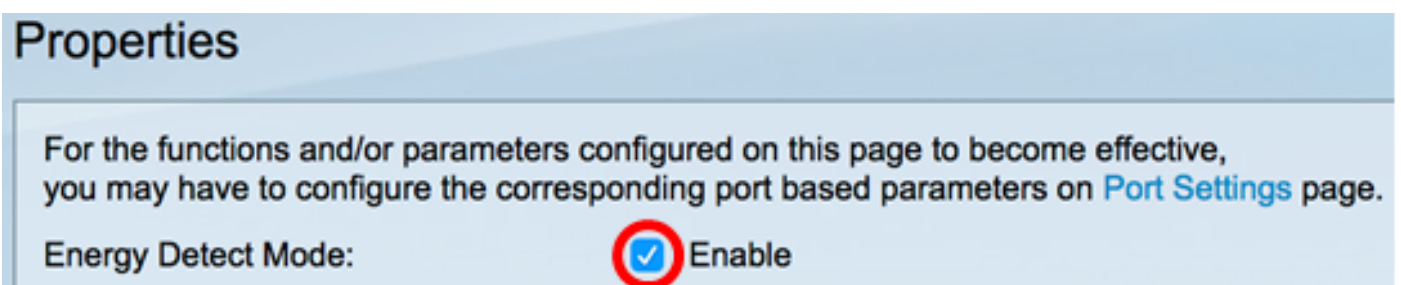 Properties
For the functions and/or parameters configured on this page to become effective,
you may have to configure the corresponding port based parameters on Port Settings page.
Energy Detect Mode: Enable